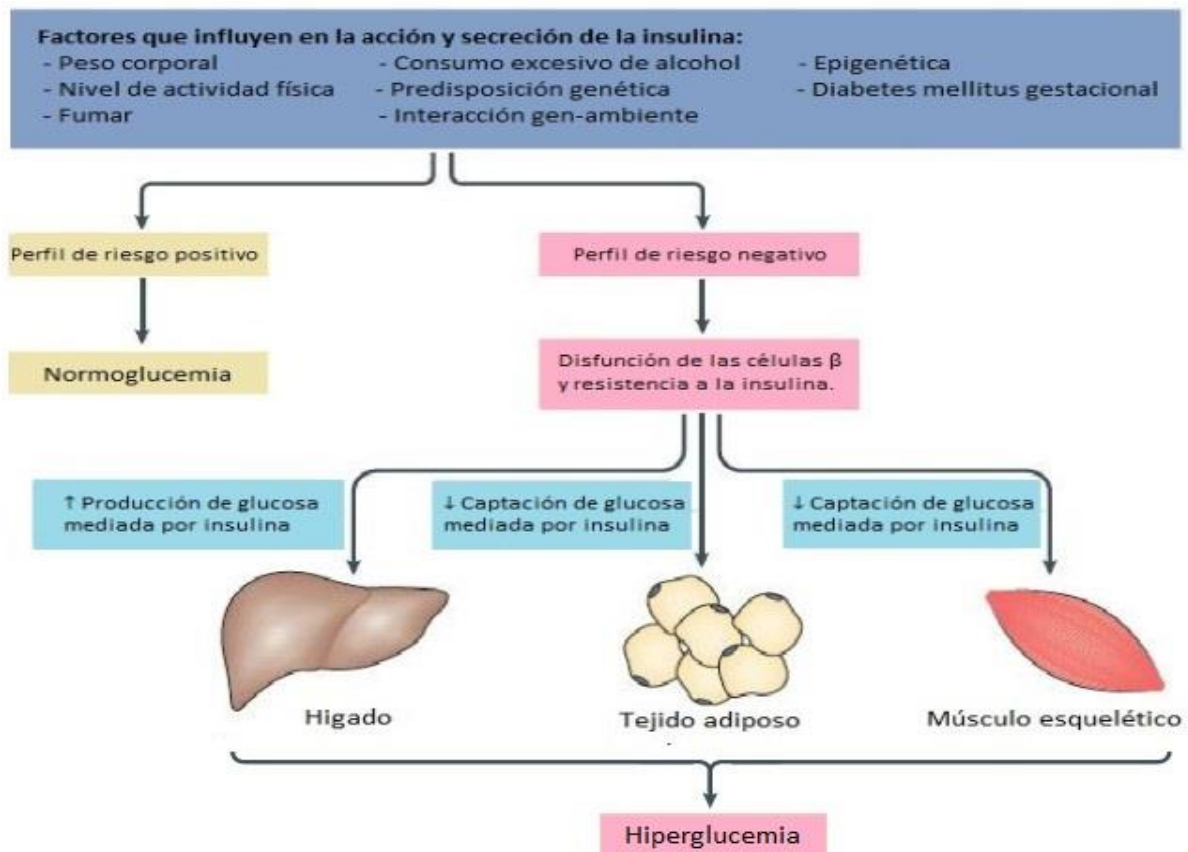 Factores que influyen en la acción y secreción de la insulina:
- Peso corporal - Consumo excesivo de alcohol - Epigenética
- Nivel de actividad física - Predisposición genética - Diabetes mellitus gestacional
- Fumar - Interacción gen-ambiente
Perfil de riesgo positivo
Perfil de riesgo negativo
Normoglucemia
Disfunción de las células β
y resistencia a la insulina.
↑ Producción de glucosa
mediada por insulina
↓ Captación de glucosa
mediada por insulina
↓ Captación de glucosa
mediada por insulina
Higado
Tejido adiposo
Músculo esquelético
Hiperglucemia